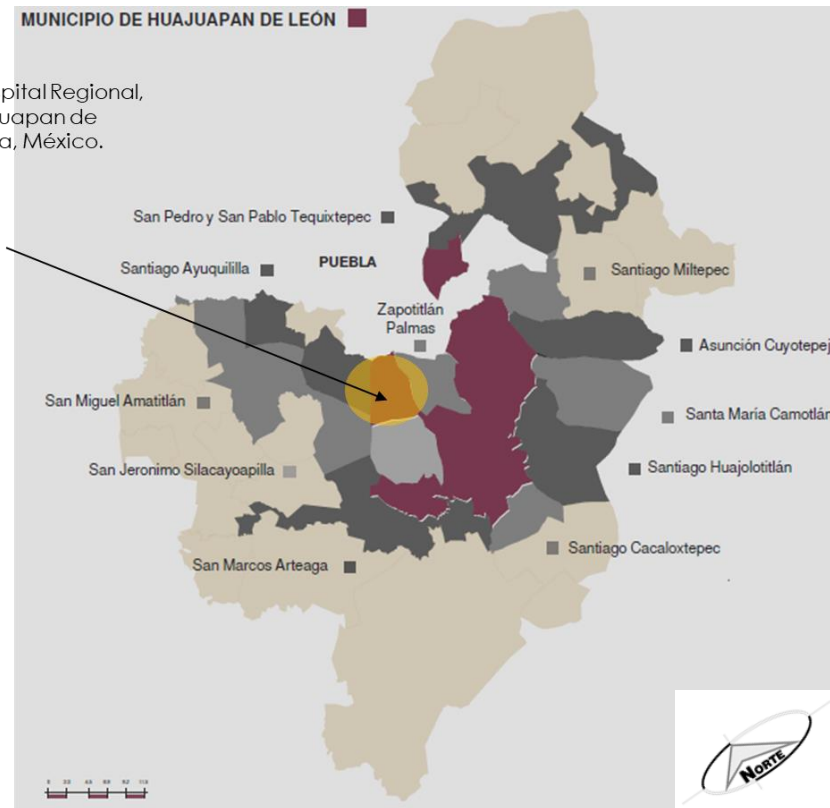 MUNICIPIO DE HUAJUAPAN DE LEÓN
pital Regional,
uapan de
a, México.
San Pedro y San Pablo Tequixtepec
Santiago Ayuquililla
PUEBLA
Santiago Miltepec
Zapotitlán
Palmas
Asunción Cuyotepej
San Miguel Amatitlán
Santa María Camotlán
San Jeronimo Silacayoapilla
Santiago Huajolotitlán
Santiago Cacaloxtepec
San Marcos Arteaga
NORTE